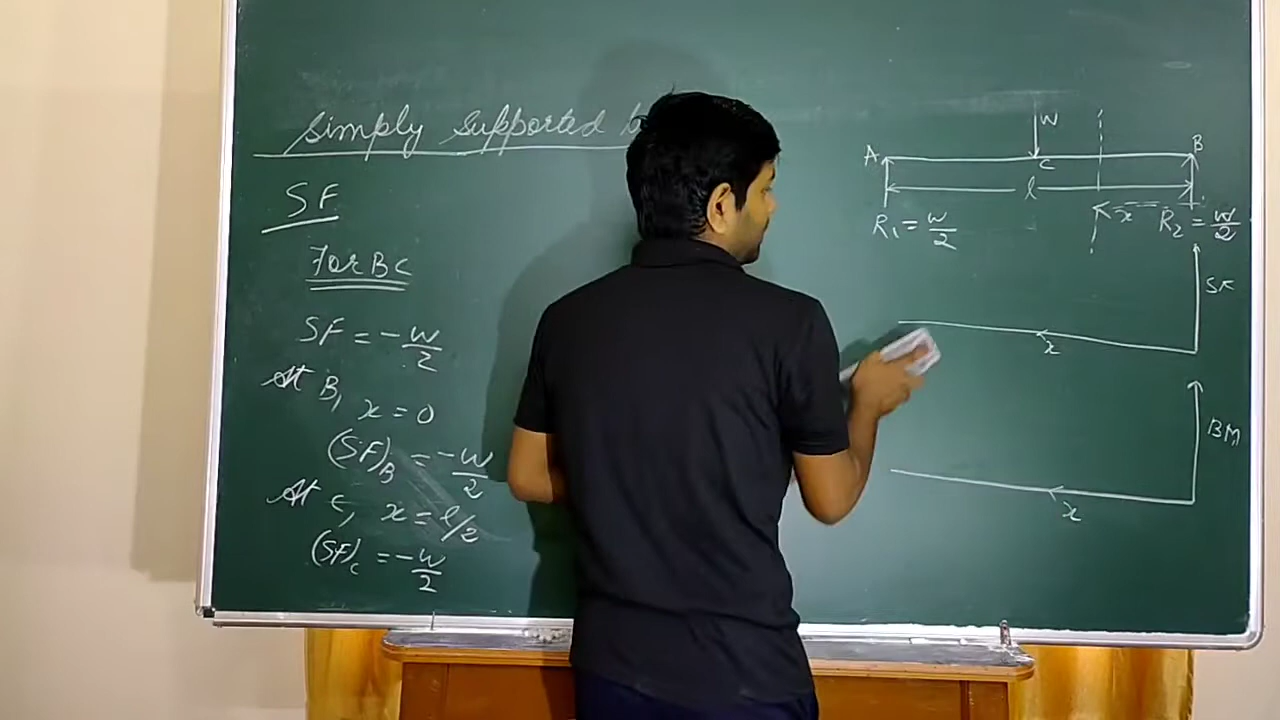 simply supported b
SF
For BC
SF = -W/2
At B, x = 0
(SF)B = -W/2
At C, x = l/2
(SF)c = -W/2
W
A C B
l
x
R1 = W/2 R2 = W/2
SF
x
BM
x